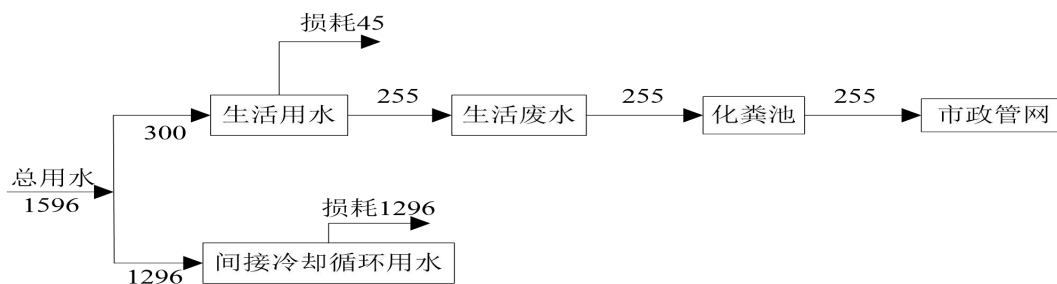 损耗45
生活用水
255
生活废水
255
化粪池
255
市政管网
300
总用水
1596
损耗1296
间接冷却循环用水
1296